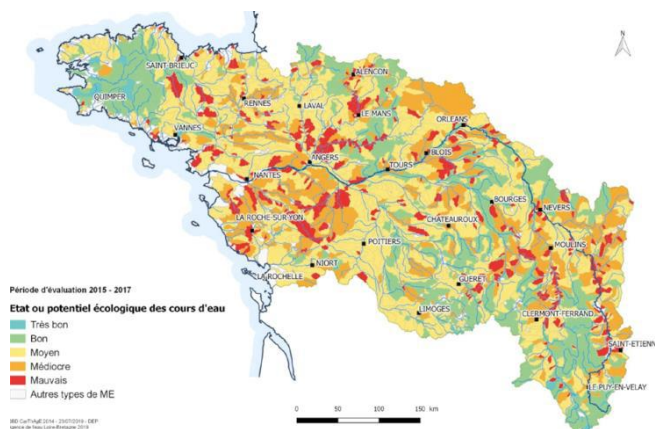 N
SAINT-BRIEUC
ALENCON
QUIMPER
RENNES
LAVAL
LE MANS
ORLEANS
VANNES
ANGERS
BLOIS
TOURS
NANTES
BOURGES
NEVERS
LA ROCHE-SUR-YON
CHÂTEAUROUX
POITIERS
MOULINS
NIORT
LA ROCHELLE
GUERET
LIMOGES
CLERMONT-FERRAND
SAINT-ETIENNE
LE-PUY-EN-VELAY
Période d'évaluation 2015 - 2017
Etat ou potentiel écologique des cours d'eau
Très bon
Bon
Moyen
Médiocre
Mauvais
Autres types de ME
0 50 100 150 km